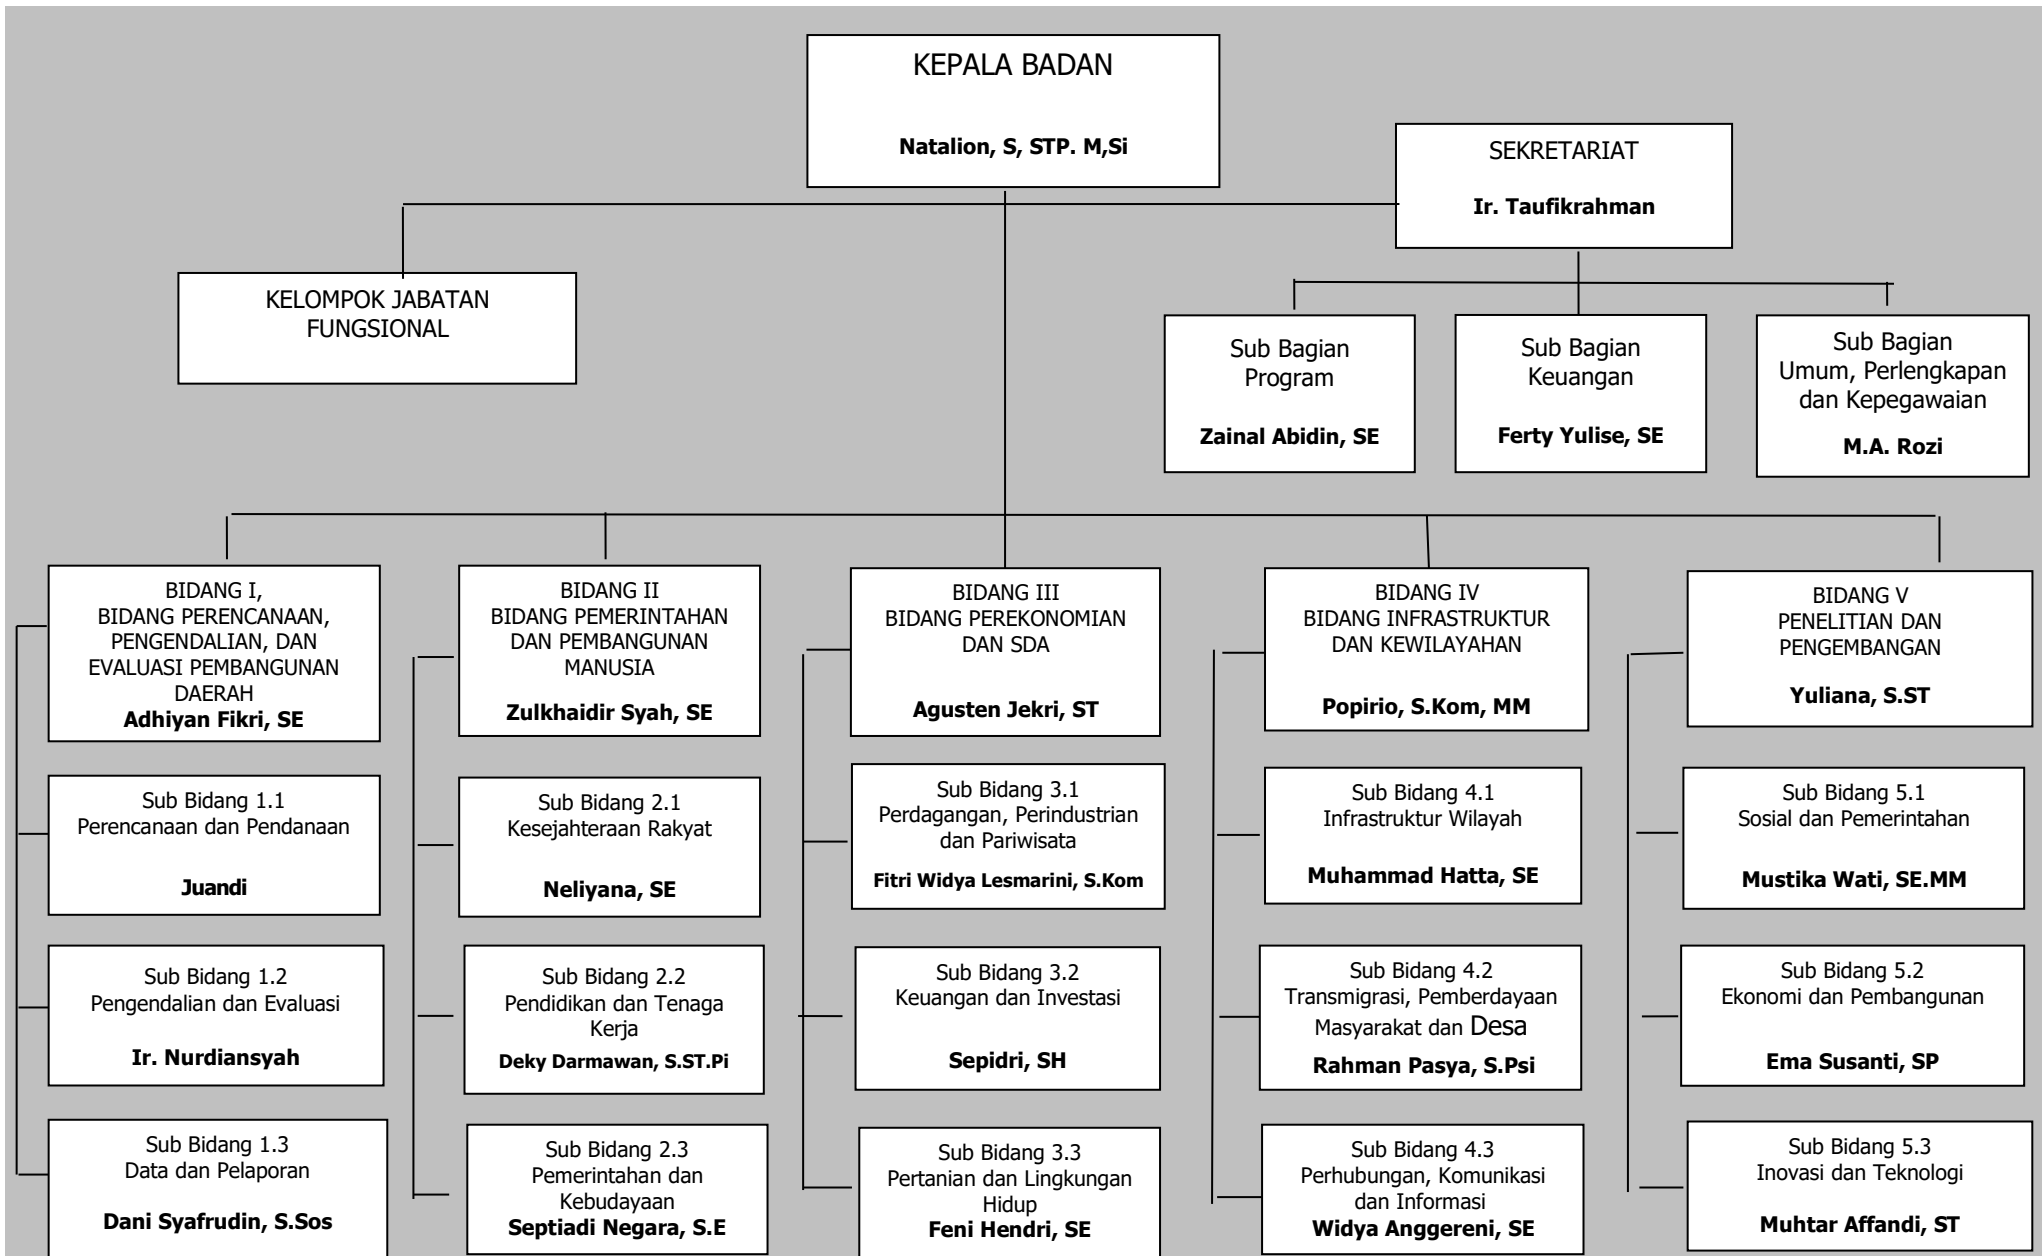 KEPALA BADAN
Natalion, S, STP. M,Si
SEKRETARIAT
Ir. Taufikrahman
KELOMPOK JABATAN
FUNGSIONAL
Sub Bagian
Program
Zainal Abidin, SE
Sub Bagian
Keuangan
Ferty Yulise, SE
Sub Bagian
Umum, Perlengkapan
dan Kepegawaian
M.A. Rozi
BIDANG I,
BIDANG PERENCANAAN,
PENGENDALIAN, DAN
EVALUASI PEMBANGUNAN
DAERAH
Adhiyan Fikri, SE
BIDANG II
BIDANG PEMERINTAHAN
DAN PEMBANGUNAN
MANUSIA
Zulkhaidir Syah, SE
BIDANG III
BIDANG PEREKONOMIAN
DAN SDA
Agusten Jekri, ST
BIDANG IV
BIDANG INFRASTRUKTUR
DAN KEWILAYAHAN
Popirio, S.Kom, MM
BIDANG V
PENELITIAN DAN
PENGEMBANGAN
Yuliana, S.ST
Sub Bidang 1.1
Perencanaan dan Pendanaan
Juandi
Sub Bidang 2.1
Kesejahteraan Rakyat
Neliyana, SE
Sub Bidang 3.1
Perdagangan, Perindustrian
dan Pariwisata
Fitri Widya Lesmarini, S.Kom
Sub Bidang 4.1
Infrastruktur Wilayah
Muhammad Hatta, SE
Sub Bidang 5.1
Sosial dan Pemerintahan
Mustika Wati, SE.MM
Sub Bidang 1.2
Pengendalian dan Evaluasi
Ir. Nurdiansyah
Sub Bidang 2.2
Pendidikan dan Tenaga
Kerja
Deky Darmawan, S.ST.Pi
Sub Bidang 3.2
Keuangan dan Investasi
Sepidri, SH
Sub Bidang 4.2
Transmigrasi, Pemberdayaan
Masyarakat dan Desa
Rahman Pasya, S.Psi
Sub Bidang 5.2
Ekonomi dan Pembangunan
Ema Susanti, SP
Sub Bidang 1.3
Data dan Pelaporan
Dani Syafrudin, S.Sos
Sub Bidang 2.3
Pemerintahan dan
Kebudayaan
Septiadi Negara, S.E
Sub Bidang 3.3
Pertanian dan Lingkungan
Hidup
Feni Hendri, SE
Sub Bidang 4.3
Perhubungan, Komunikasi
dan Informasi
Widya Anggereni, SE
Sub Bidang 5.3
Inovasi dan Teknologi
Muhtar Affandi, ST